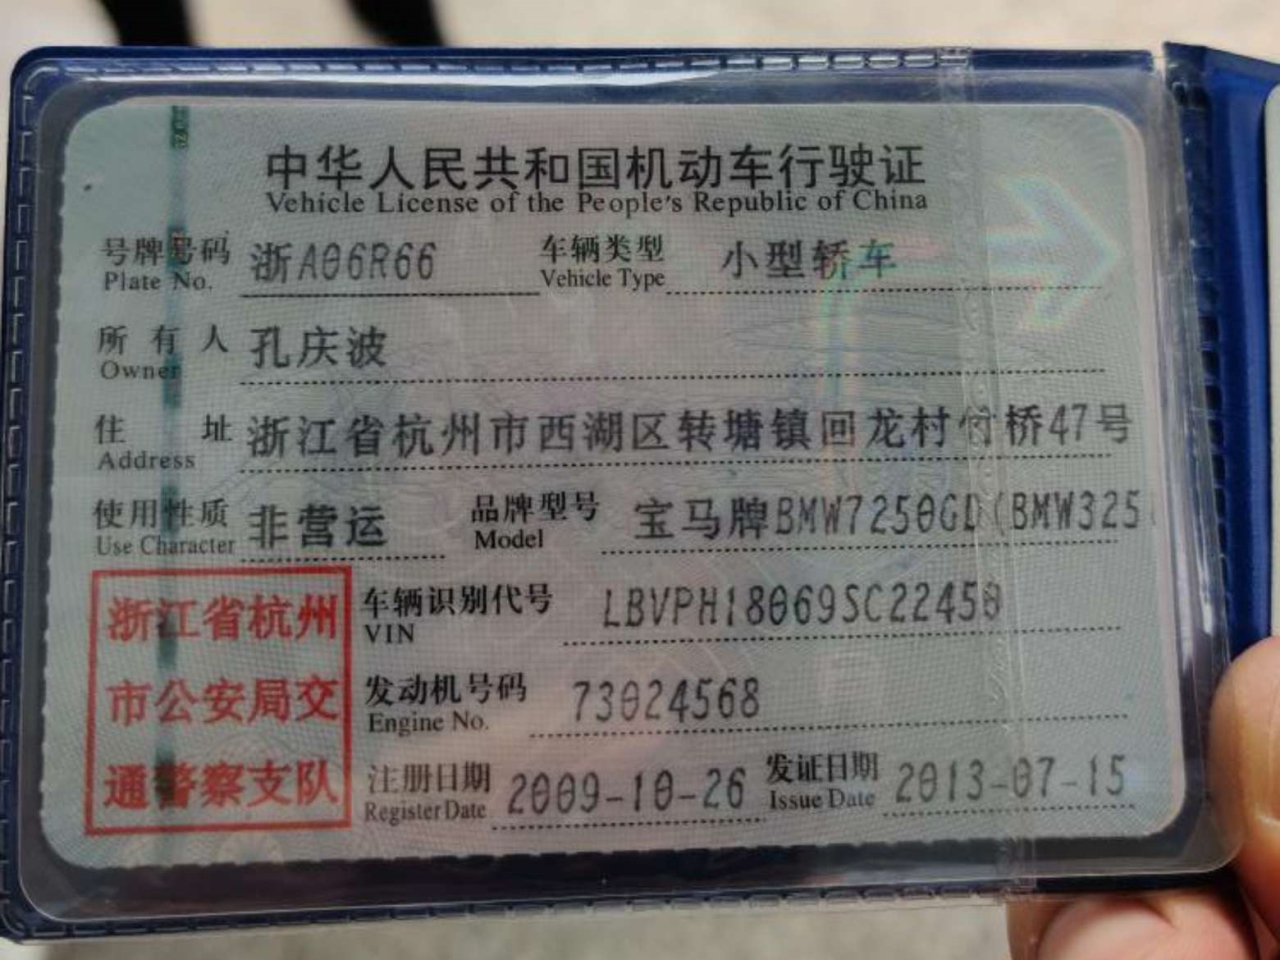 中华人民共和国机动车行驶证
Vehicle License of the People's Republic of China
号牌号码 浙A06R66 车辆类型 小型轿车
Plate No. Vehicle Type
所有人 孔庆波
Owner
住址 浙江省杭州市西湖区转塘镇回龙村付桥47号
Address
使用性质 非营运 品牌型号 宝马牌BMW7250GD(BMW325
Use Character Model
浙江省杭州
市公安局交
通警察支队
车辆识别代号 LBVPH18069SC22450
VIN
发动机号码 73024568
Engine No.
注册日期 2009-10-26 发证日期 2013-07-15
Register Date Issue Date